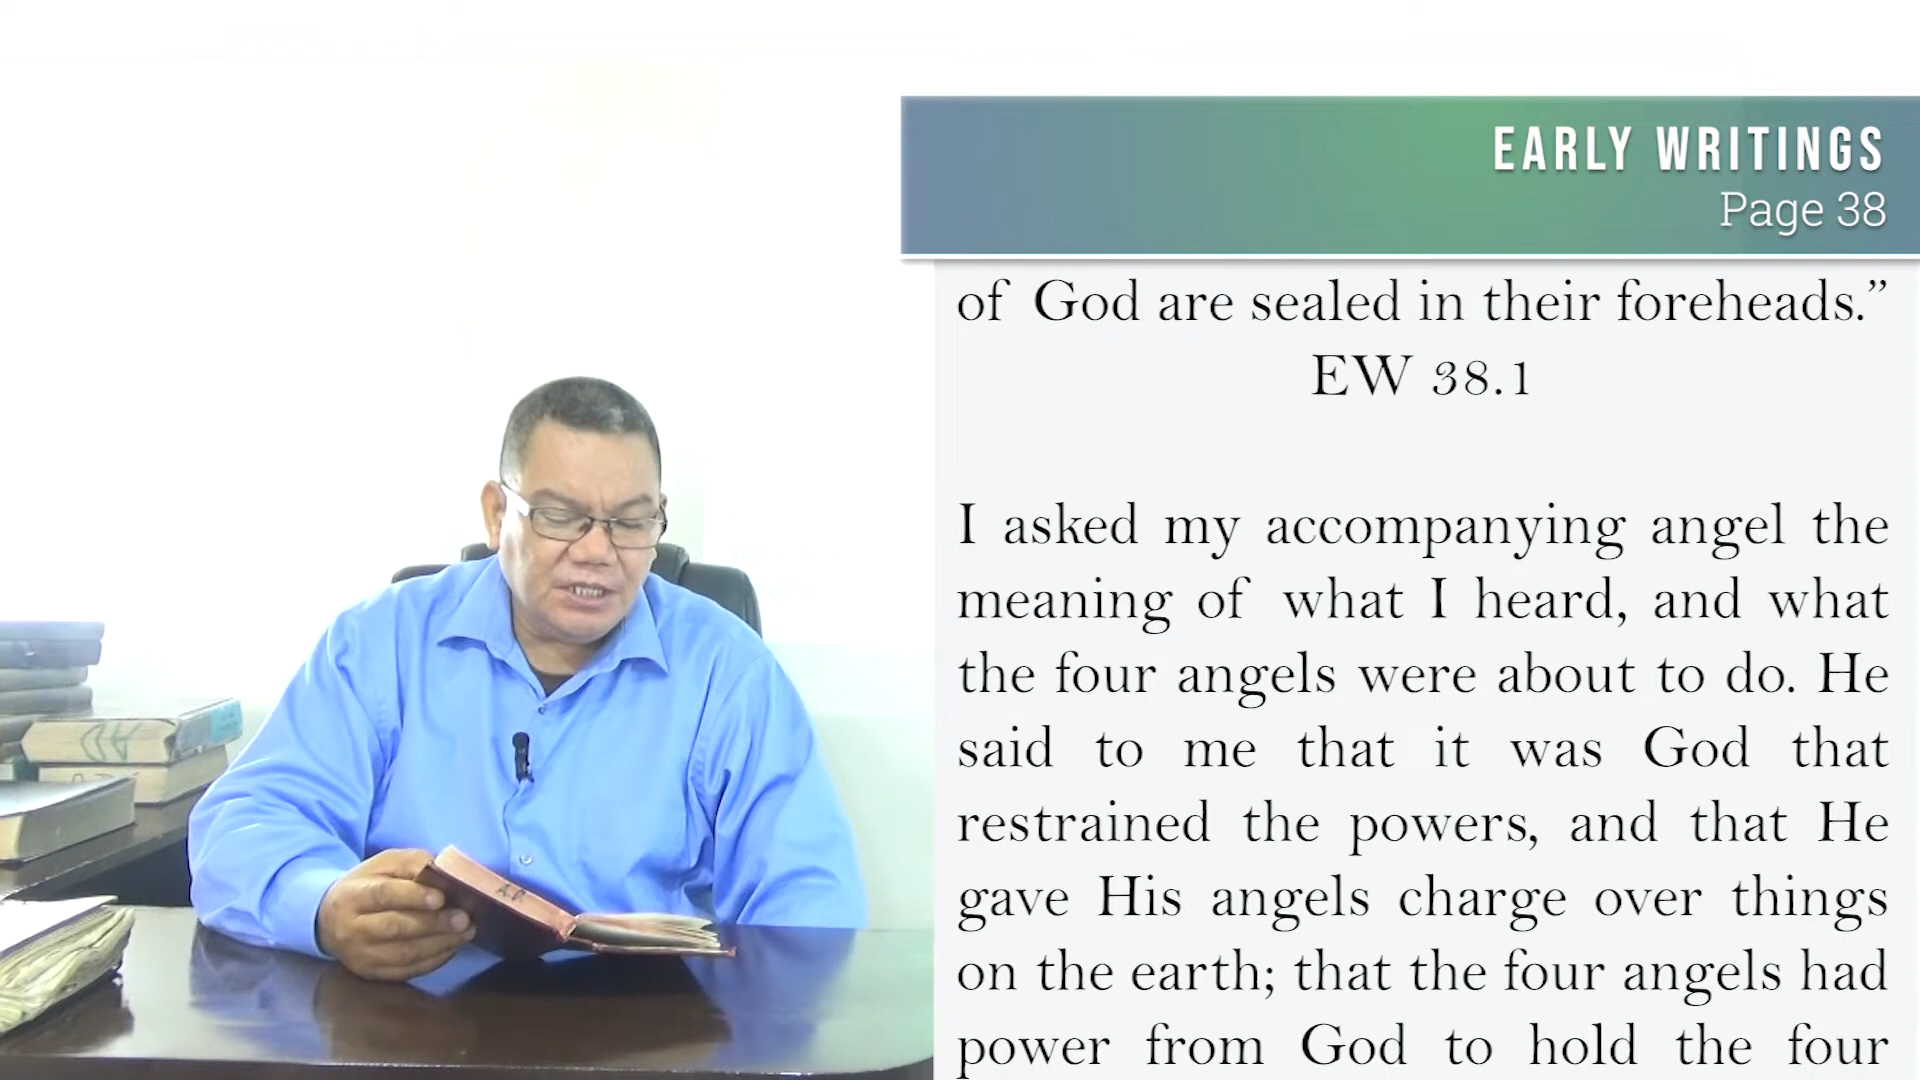 EARLY WRITINGS
Page 38
of God are sealed in their foreheads.”
EW 38.1
I asked my accompanying angel the
meaning of what I heard, and what
the four angels were about to do. He
said to me that it was God that
restrained the powers, and that He
gave His angels charge over things
on the earth; that the four angels had
power from God to hold the four